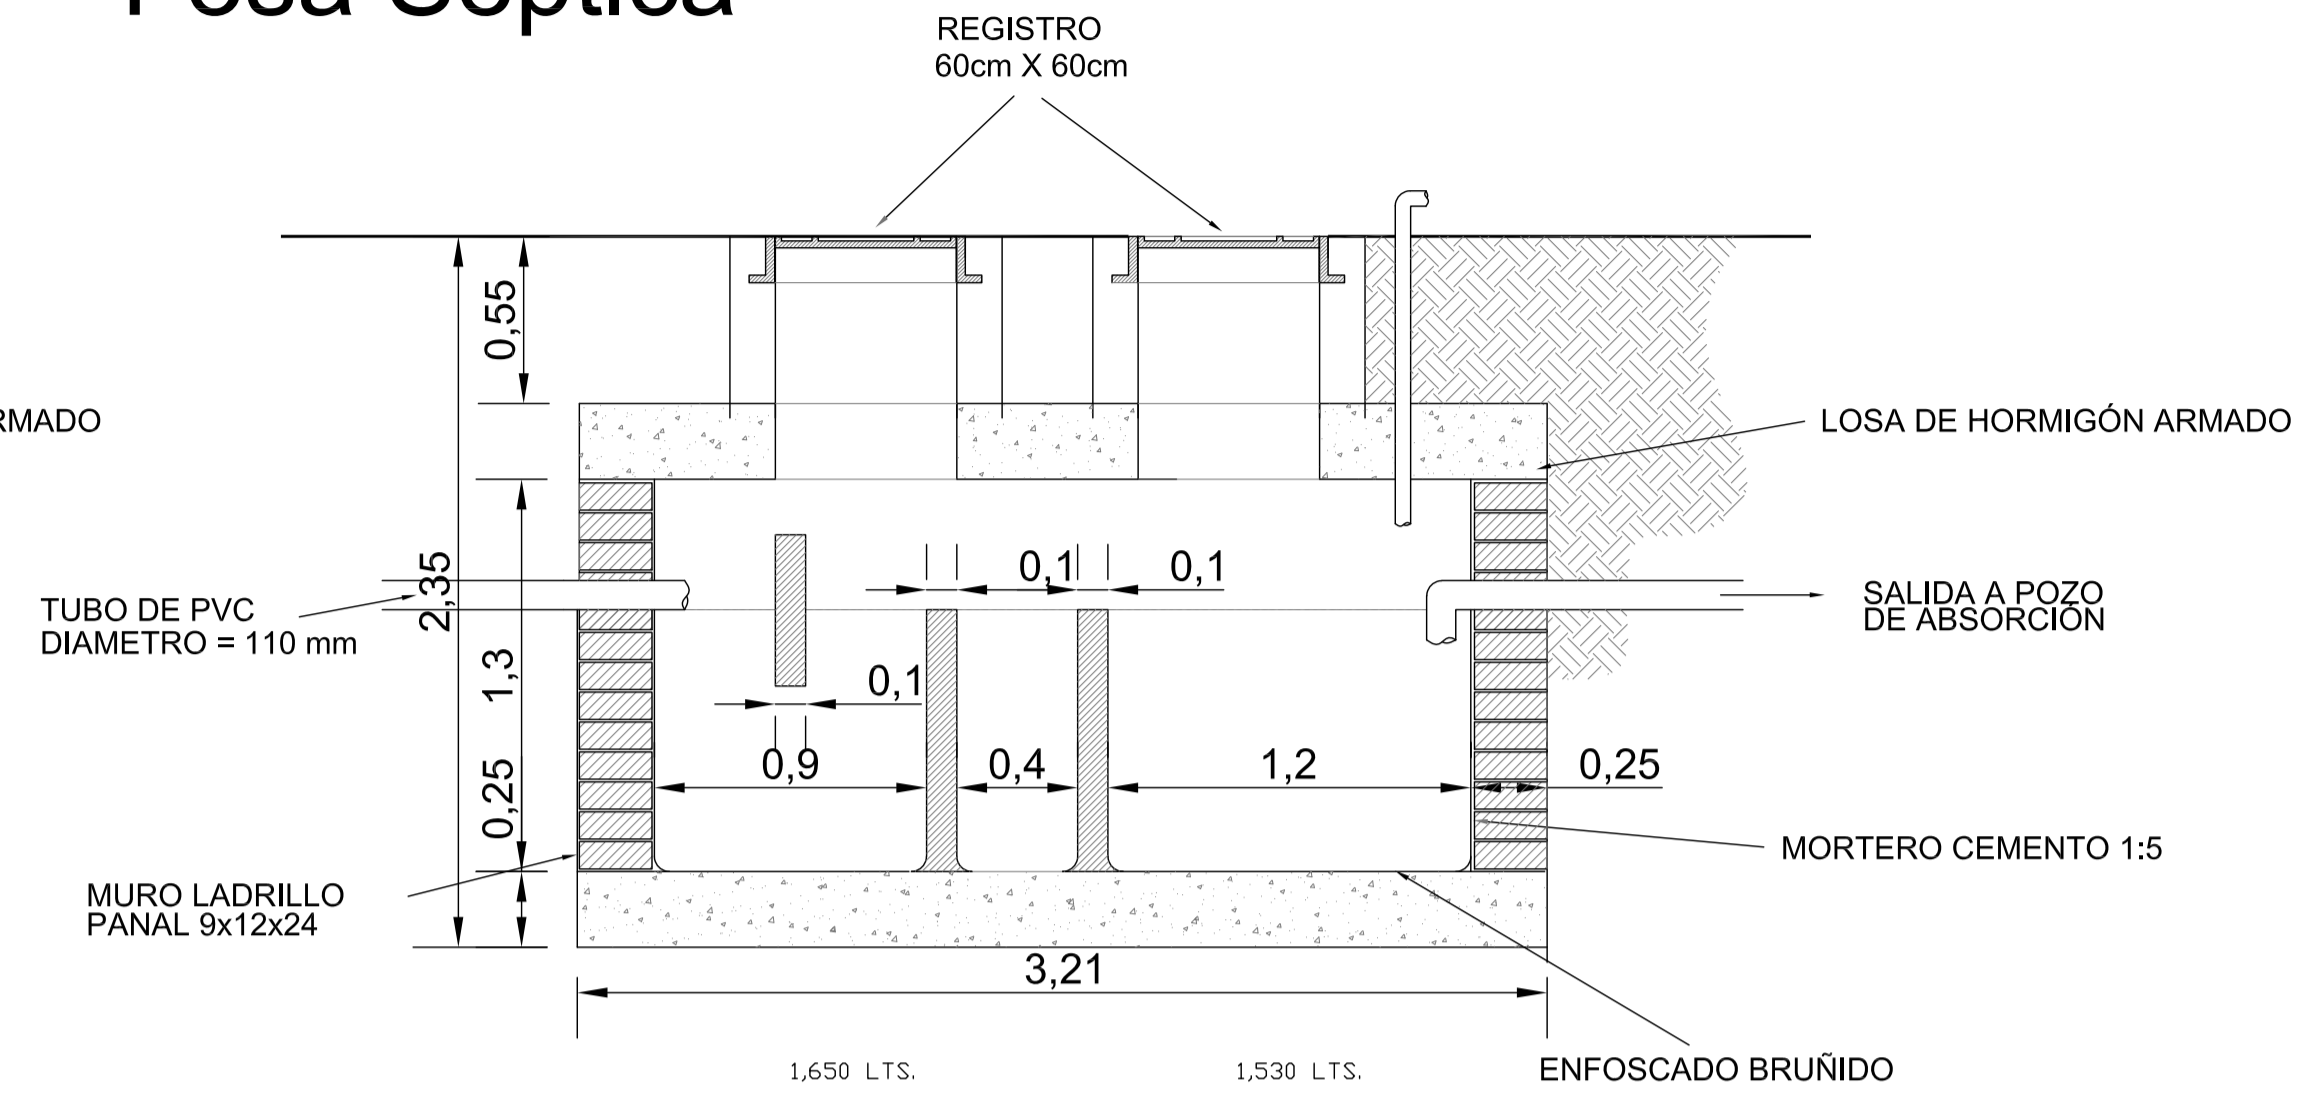 Fosa Séptica
REGISTRO
60cm X 60cm
0,55
RMADO
LOSA DE HORMIGÓN ARMADO
2,35
0,1
0,1
TUBO DE PVC
DIAMETRO = 110 mm
SALIDA A POZO
DE ABSORCIÓN
1,3
0,1
0,9
0,4
1,2
0,25
0,25
MORTERO CEMENTO 1:5
MURO LADRILLO
PANAL 9x12x24
3,21
1,650 LTS.
1,530 LTS.
ENFOSCADO BRUÑIDO